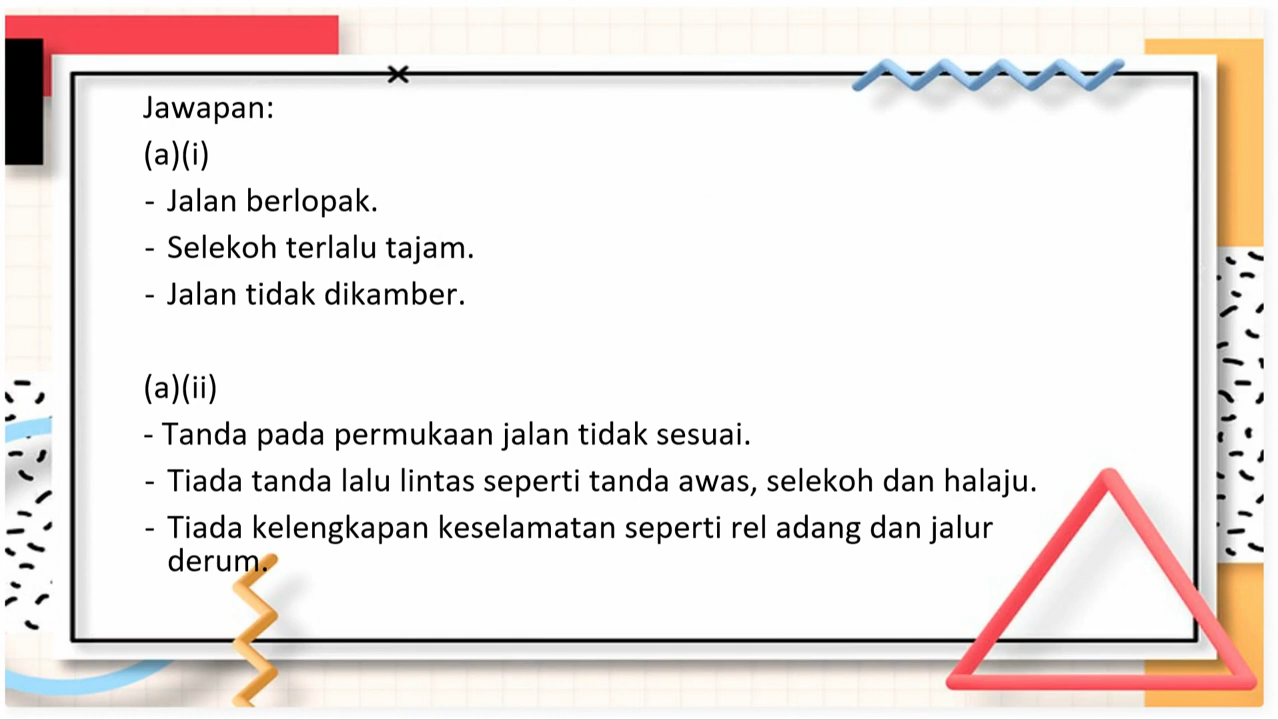 Jawapan:
(a)(i)
- Jalan berlopak.
- Selekoh terlalu tajam.
- Jalan tidak dikamber.
(a)(ii)
- Tanda pada permukaan jalan tidak sesuai.
- Tiada tanda lalu lintas seperti tanda awas, selekoh dan halaju.
- Tiada kelengkapan keselamatan seperti rel adang dan jalur
derum.